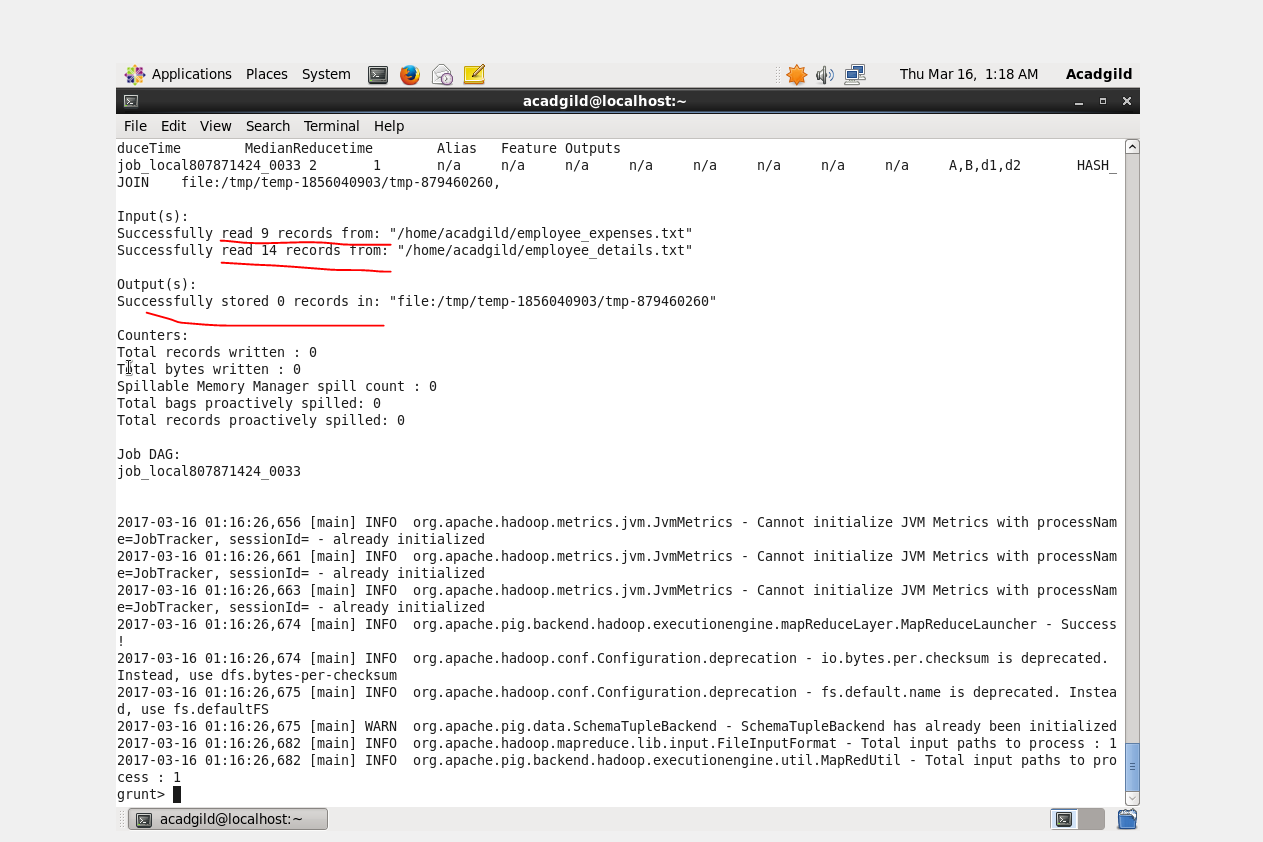 Applications Places System Thu Mar 16, 1:18 AM Acadgild
acadgild@localhost:~
File Edit View Search Terminal Help
duceTime MedianReducetime Alias Feature Outputs
job_local807871424_0033 2 1 n/a n/a n/a n/a n/a n/a n/a n/a A,B,d1,d2 HASH_
JOIN file:/tmp/temp-1856040903/tmp-879460260,
Input(s):
Successfully read 9 records from: "/home/acadgild/employee_expenses.txt"
Successfully read 14 records from: "/home/acadgild/employee_details.txt"
Output(s):
Successfully stored 0 records in: "file:/tmp/temp-1856040903/tmp-879460260"
Counters:
Total records written : 0
Total bytes written : 0
Spillable Memory Manager spill count : 0
Total bags proactively spilled: 0
Total records proactively spilled: 0
Job DAG:
job_local807871424_0033
2017-03-16 01:16:26,656 [main] INFO org.apache.hadoop.metrics.jvm.JvmMetrics - Cannot initialize JVM Metrics with processNam
e=JobTracker, sessionId= - already initialized
2017-03-16 01:16:26,661 [main] INFO org.apache.hadoop.metrics.jvm.JvmMetrics - Cannot initialize JVM Metrics with processNam
e=JobTracker, sessionId= - already initialized
2017-03-16 01:16:26,663 [main] INFO org.apache.hadoop.metrics.jvm.JvmMetrics - Cannot initialize JVM Metrics with processNam
e=JobTracker, sessionId= - already initialized
2017-03-16 01:16:26,674 [main] INFO org.apache.pig.backend.hadoop.executionengine.mapReduceLayer.MapReduceLauncher - Success
!
2017-03-16 01:16:26,674 [main] INFO org.apache.hadoop.conf.Configuration.deprecation - io.bytes.per.checksum is deprecated.
Instead, use dfs.bytes-per-checksum
2017-03-16 01:16:26,675 [main] INFO org.apache.hadoop.conf.Configuration.deprecation - fs.default.name is deprecated. Instea
d, use fs.defaultFS
2017-03-16 01:16:26,675 [main] WARN org.apache.pig.data.SchemaTupleBackend - SchemaTupleBackend has already been initialized
2017-03-16 01:16:26,682 [main] INFO org.apache.hadoop.mapreduce.lib.input.FileInputFormat - Total input paths to process : 1
2017-03-16 01:16:26,682 [main] INFO org.apache.pig.backend.hadoop.executionengine.util.MapRedUtil - Total input paths to pro
cess : 1
grunt>
acadgild@localhost:~